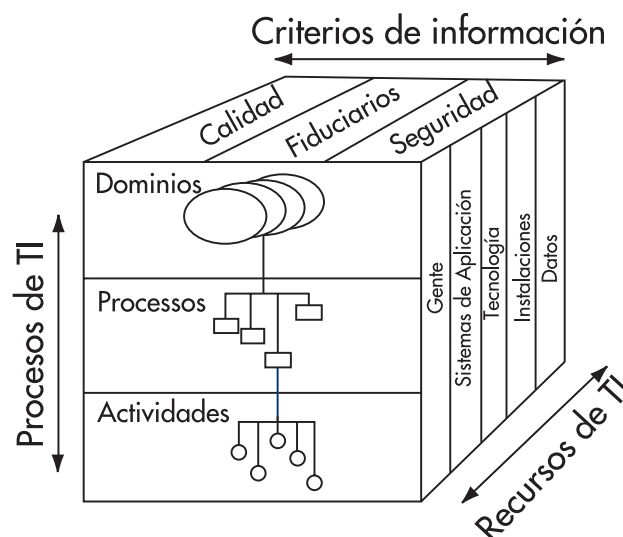 Criterios de información
Calidad
Fiduciarios
Seguridad
Dominios
Processos
Actividades
Procesos de TI
Gente
Sistemas de Aplicación
Tecnología
Instalaciones
Datos
Recursos de TI